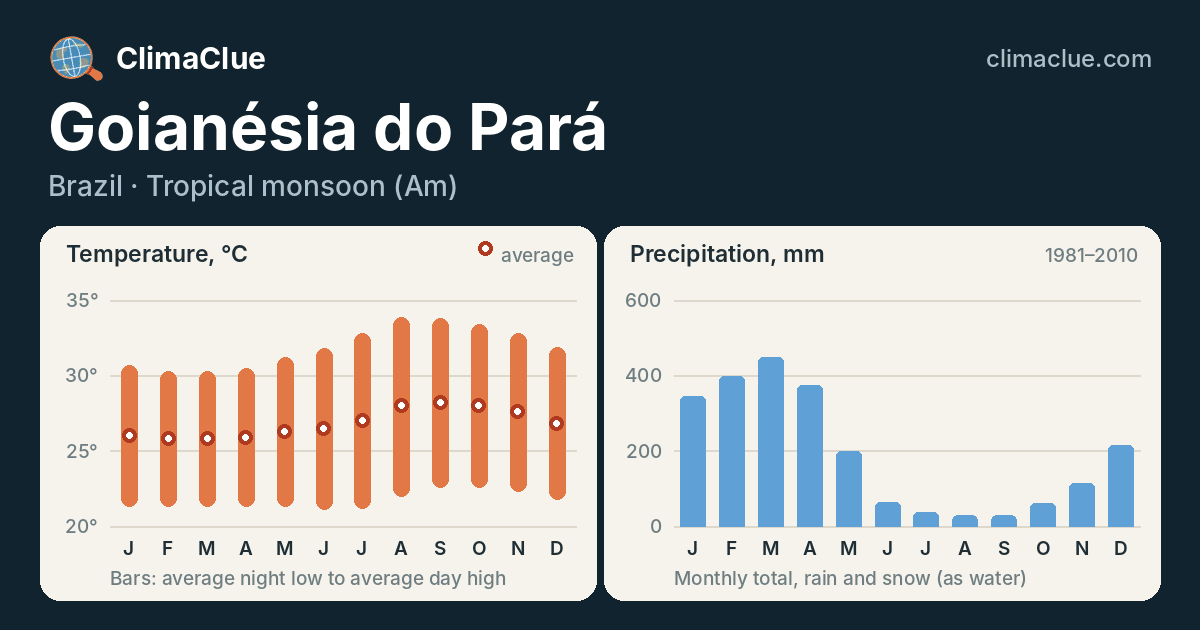 ClimaClue
climaclue.com
Goianésia do Pará
Brazil · Tropical monsoon (Am)
Temperature, °C
average
35°
30°
25°
20°
J F M A M J J A S O N D
Bars: average night low to average day high
Precipitation, mm
1981–2010
600
400
200
0
J F M A M J J A S O N D
Monthly total, rain and snow (as water)